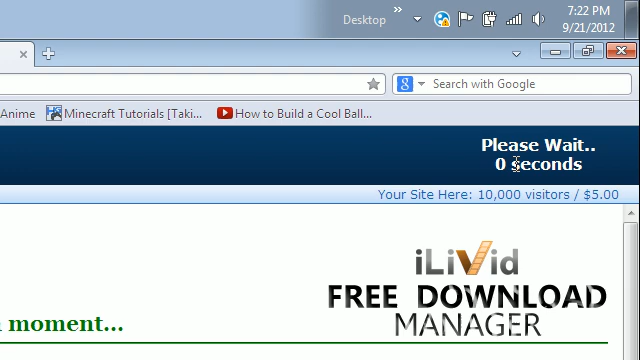 Desktop »
7:22 PM
9/21/2012
Search with Google
Anime
Minecraft Tutorials [Taki...
How to Build a Cool Ball...
Please Wait..
0 seconds
Your Site Here: 10,000 visitors / $5.00
iLivid
FREE DOWNLOAD
MANAGER
moment...